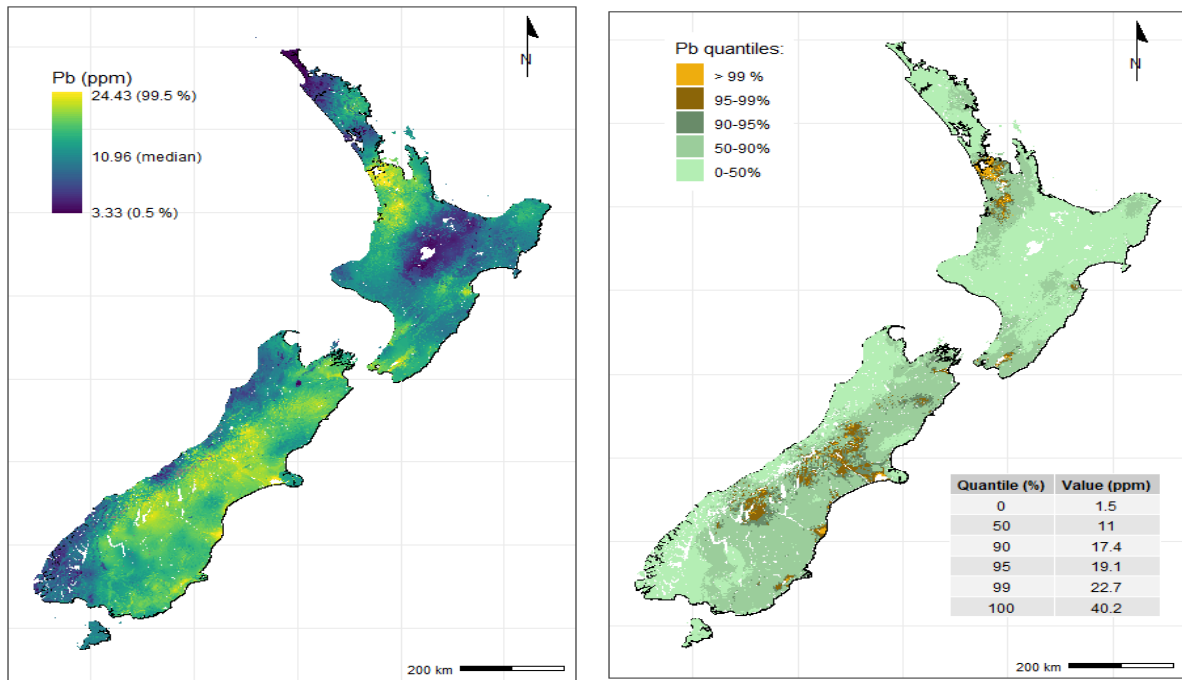 N
Pb (ppm)
24.43 (99.5 %)
10.96 (median)
3.33 (0.5 %)
200 km
N
Pb quantiles:
> 99 %
95-99%
90-95%
50-90%
0-50%
Quantile (%) Value (ppm)
0 1.5
50 11
90 17.4
95 19.1
99 22.7
100 40.2
200 km